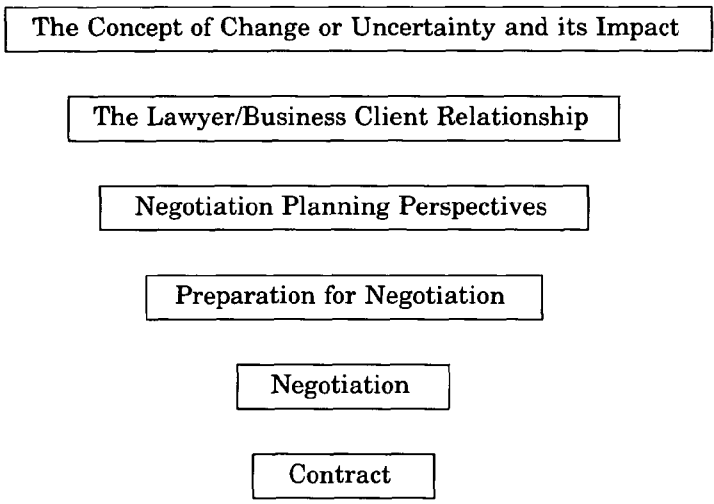 The Concept of Change or Uncertainty and its Impact
The Lawyer/Business Client Relationship
Negotiation Planning Perspectives
Preparation for Negotiation
Negotiation
Contract